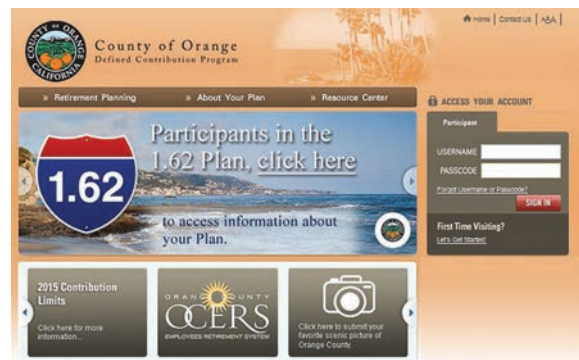 COUNTY OF ORANGE
CALIFORNIA
County of Orange
Defined Contribution Program
Home | Contact Us | AAA |
» Retirement Planning
» About Your Plan
» Resource Center
ACCESS YOUR ACCOUNT
Participant
USERNAME
PASSCODE
Forgot Username or Passcode?
SIGN IN
First Time Visiting?
Let's Get Started!
1.62
Participants in the
1.62 Plan, click here
to access information about
your Plan.
2015 Contribution
Limits
Click here for more
information...
ORANGE COUNTY
OCERS
EMPLOYEES RETIREMENT SYSTEM
Click here to submit your
favorite scenic picture of
Orange County.